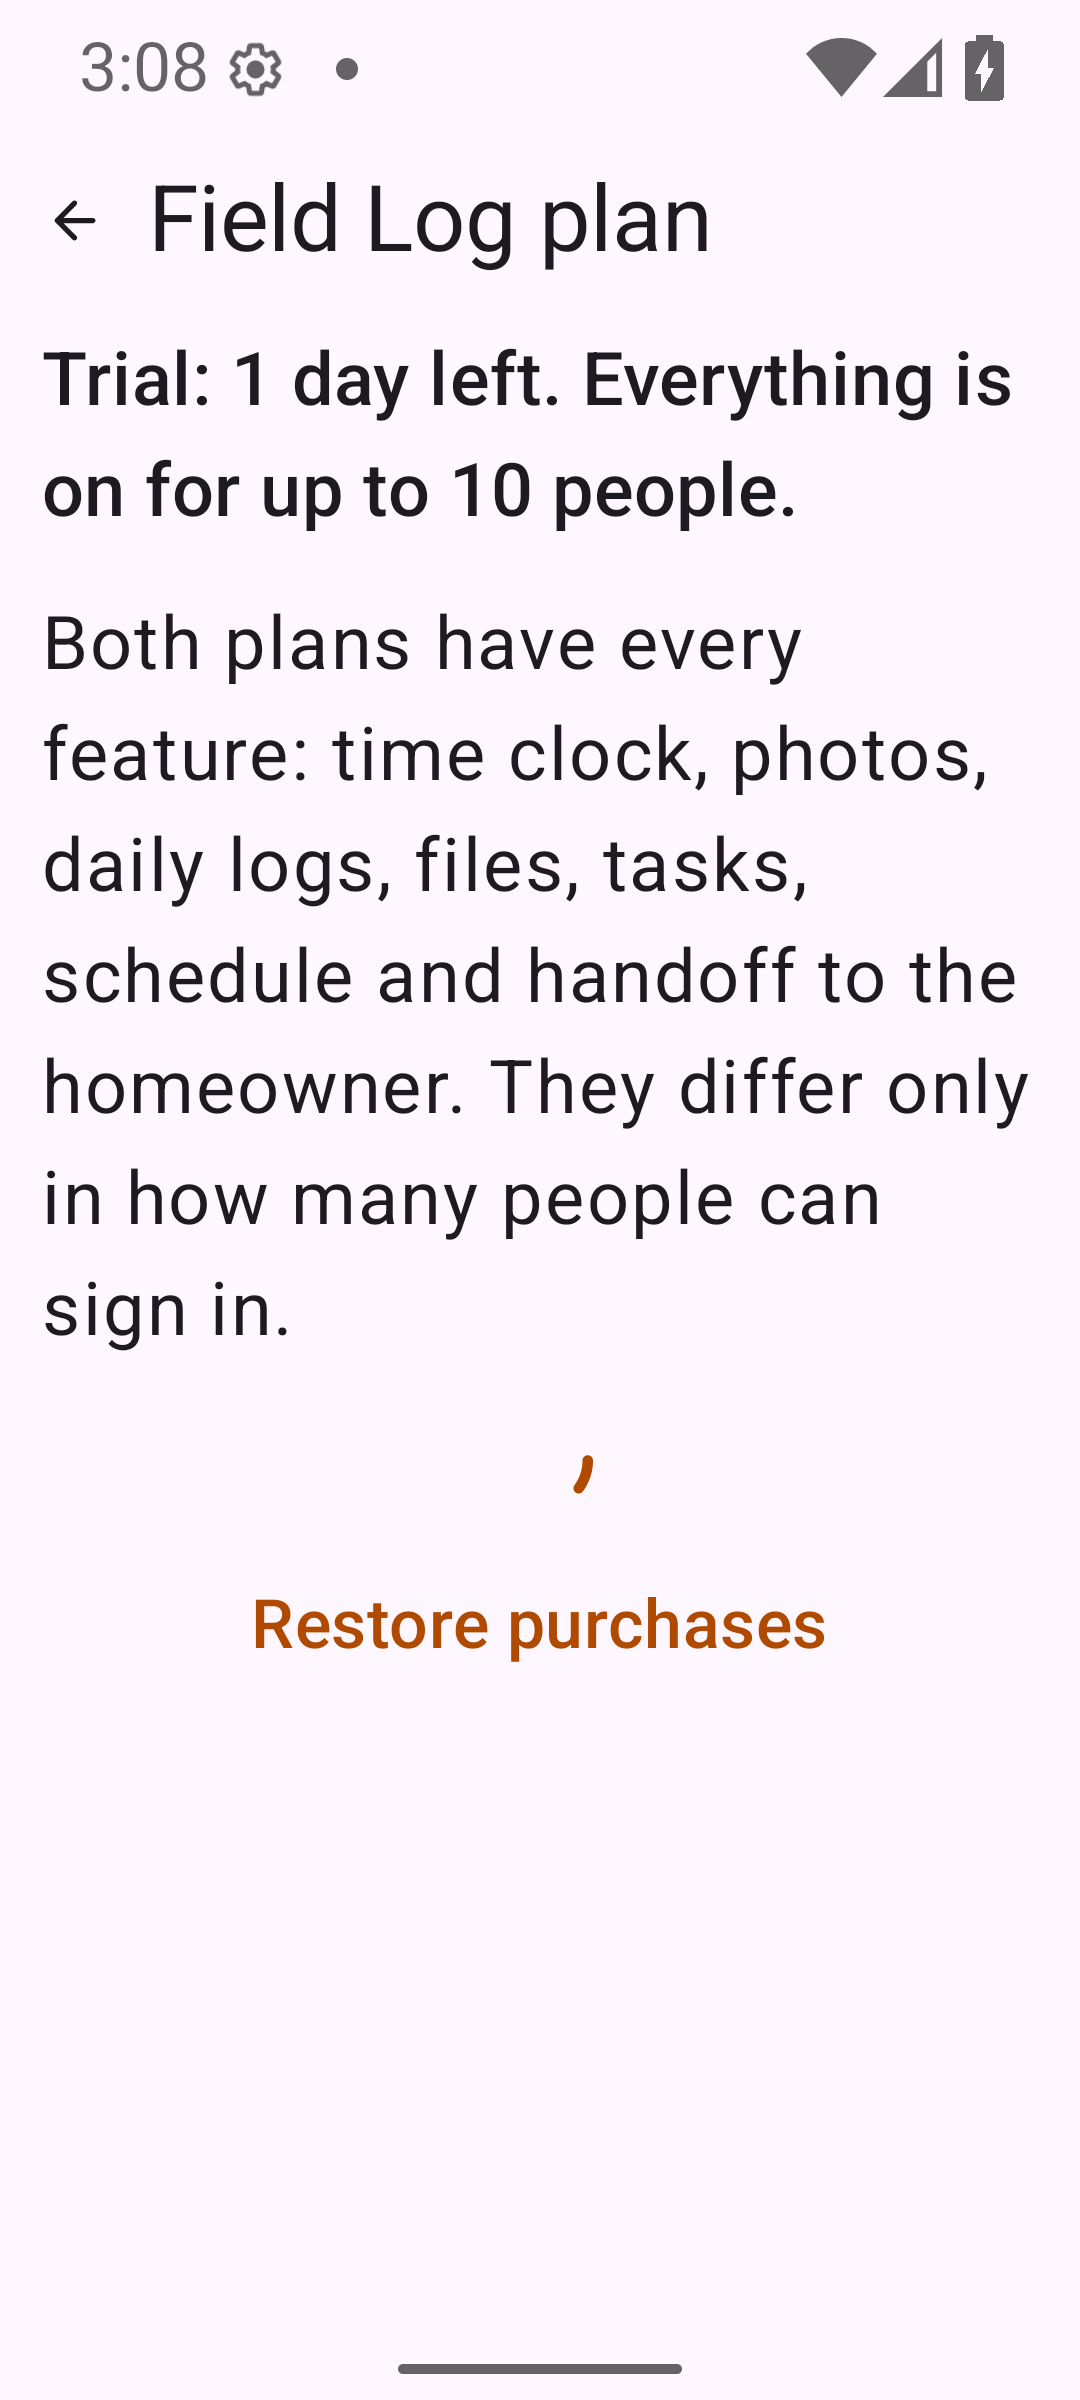 3:08
Field Log plan
Trial: 1 day left. Everything is
on for up to 10 people.
Both plans have every
feature: time clock, photos,
daily logs, files, tasks,
schedule and handoff to the
homeowner. They differ only
in how many people can
sign in.
Restore purchases